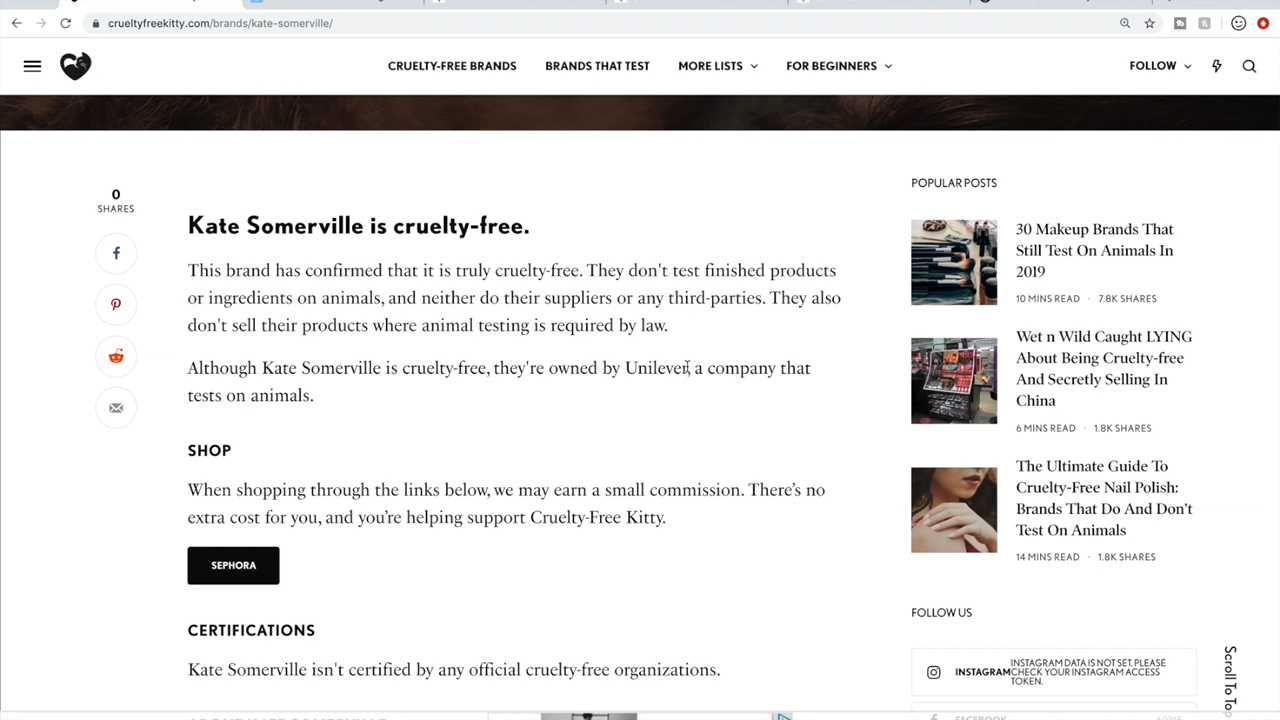 crueltyfreekitty.com/brands/kate-somerville/
CRUELTY-FREE BRANDS
BRANDS THAT TEST
MORE LISTS
FOR BEGINNERS
FOLLOW
0
SHARES
Kate Somerville is cruelty-free.
This brand has confirmed that it is truly cruelty-free. They don't test finished products
or ingredients on animals, and neither do their suppliers or any third-parties. They also
don't sell their products where animal testing is required by law.
Although Kate Somerville is cruelty-free, they're owned by Unilever, a company that
tests on animals.
SHOP
When shopping through the links below, we may earn a small commission. There's no
extra cost for you, and you're helping support Cruelty-Free Kitty.
SEPHORA
CERTIFICATIONS
Kate Somerville isn't certified by any official cruelty-free organizations.
POPULAR POSTS
30 Makeup Brands That
Still Test On Animals In
2019
10 MINS READ · 7.8K SHARES
Wet n Wild Caught LYING
About Being Cruelty-free
And Secretly Selling In
China
6 MINS READ · 1.8K SHARES
The Ultimate Guide To
Cruelty-Free Nail Polish:
Brands That Do And Don't
Test On Animals
14 MINS READ · 1.8K SHARES
FOLLOW US
INSTAGRAM
INSTAGRAM DATA IS NOT SET. PLEASE
CHECK YOUR INSTAGRAM ACCESS
TOKEN.
FACEBOOK
Scroll To Top